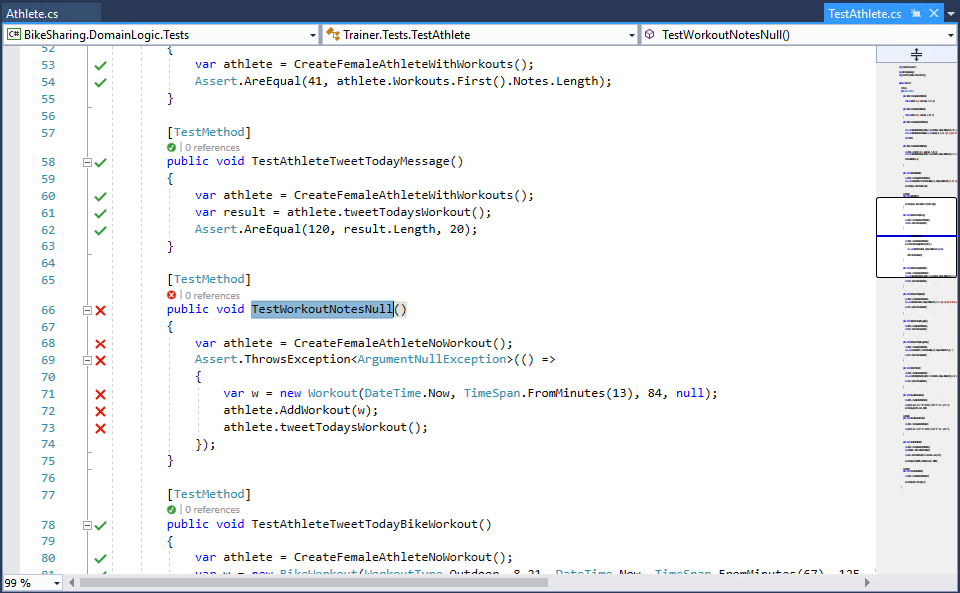 Athlete.cs TestAthlete.cs
C# BikeSharing.DomainLogic.Tests Trainer.Tests.TestAthlete TestWorkoutNotesNull()
52 {
53 var athlete = CreateFemaleAthleteWithWorkouts();
54 Assert.AreEqual(41, athlete.Workouts.First().Notes.Length);
55 }
56
57 [TestMethod]
0 references
58 public void TestAthleteTweetTodayMessage()
59 {
60 var athlete = CreateFemaleAthleteWithWorkouts();
61 var result = athlete.tweetTodaysWorkout();
62 Assert.AreEqual(120, result.Length, 20);
63 }
64
65 [TestMethod]
0 references
66 public void TestWorkoutNotesNull()
67 {
68 var athlete = CreateFemaleAthleteNoWorkout();
69 Assert.ThrowsException<ArgumentNullException>(() =>
70 {
71 var w = new Workout(DateTime.Now, TimeSpan.FromMinutes(13), 84, null);
72 athlete.AddWorkout(w);
73 athlete.tweetTodaysWorkout();
74 });
75 }
76
77 [TestMethod]
0 references
78 public void TestAthleteTweetTodayBikeWorkout()
79 {
80 var athlete = CreateFemaleAthleteNoWorkout();
81 var w = new BikeWorkout(WorkoutType.Outdoor, 8.21, DateTime.Now, TimeSpan.FromMinutes(67), 125,
99 %